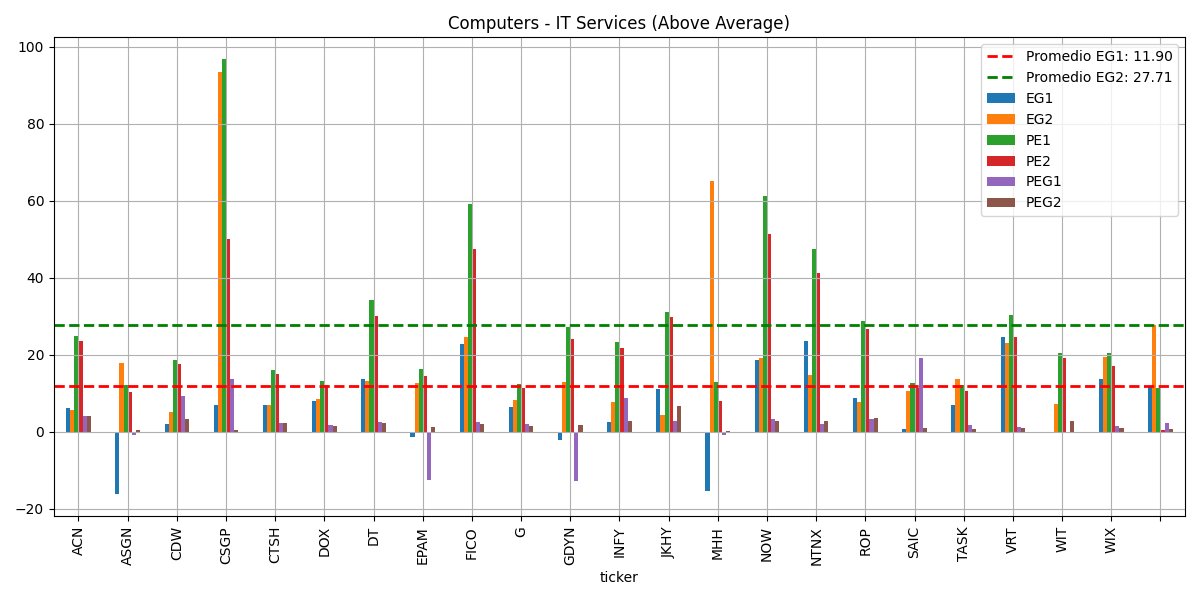 Computers - IT Services (Above Average)
100
80
60
40
20
0
−20
Promedio EG1: 11.90
Promedio EG2: 27.71
EG1
EG2
PE1
PE2
PEG1
PEG2
ACN ASGN CDW CSGP CTSH DOX DT EPAM FICO G GDYN INFY JKHY MHH NOW NTNX ROP SAIC TASK VRT WIT WIX
ticker